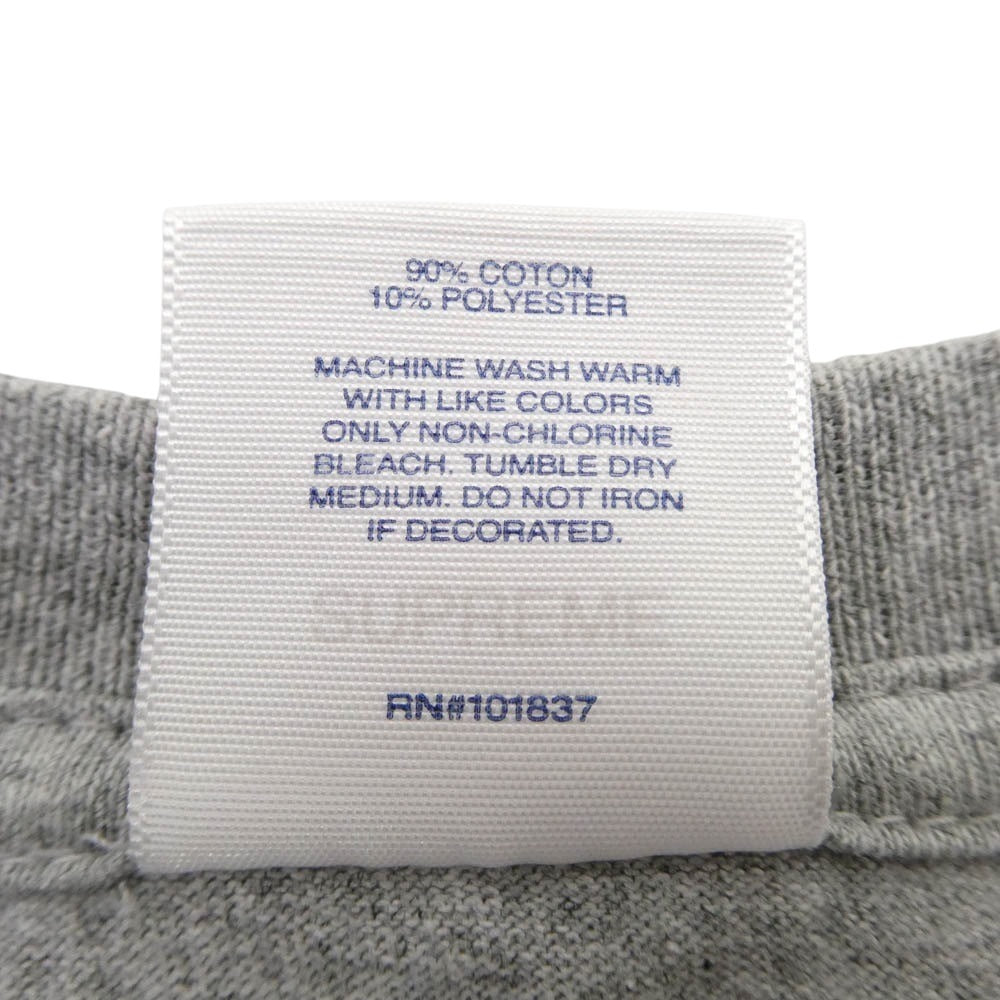 90% COTON
10% POLYESTER
MACHINE WASH WARM
WITH LIKE COLORS
ONLY NON-CHLORINE
BLEACH. TUMBLE DRY
MEDIUM. DO NOT IRON
IF DECORATED.
SUPREME
RN#101837